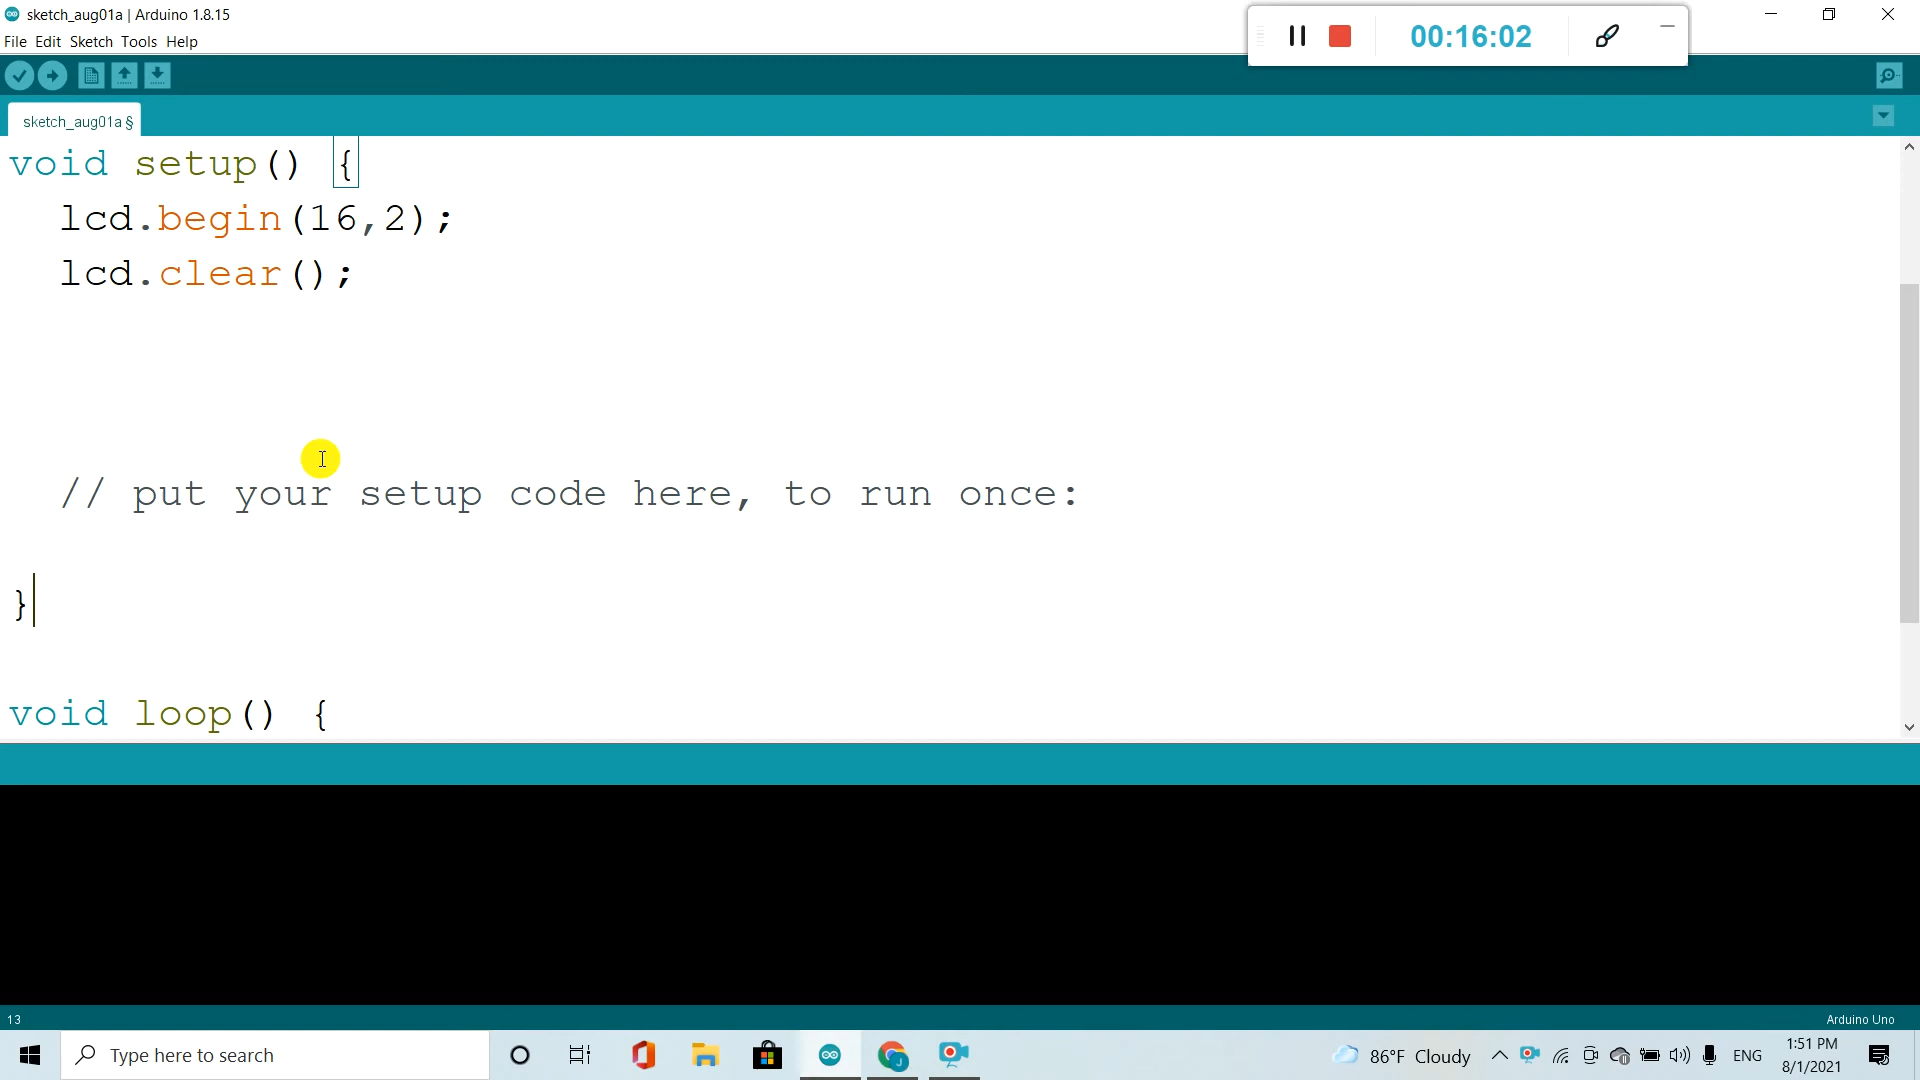 sketch_aug01a | Arduino 1.8.15
File Edit Sketch Tools Help
00:16:02
sketch_aug01a §
void setup() {
lcd.begin(16,2);
lcd.clear();
// put your setup code here, to run once:
}
void loop() {
13
Arduino Uno
Type here to search
86°F Cloudy
ENG
1:51 PM
8/1/2021